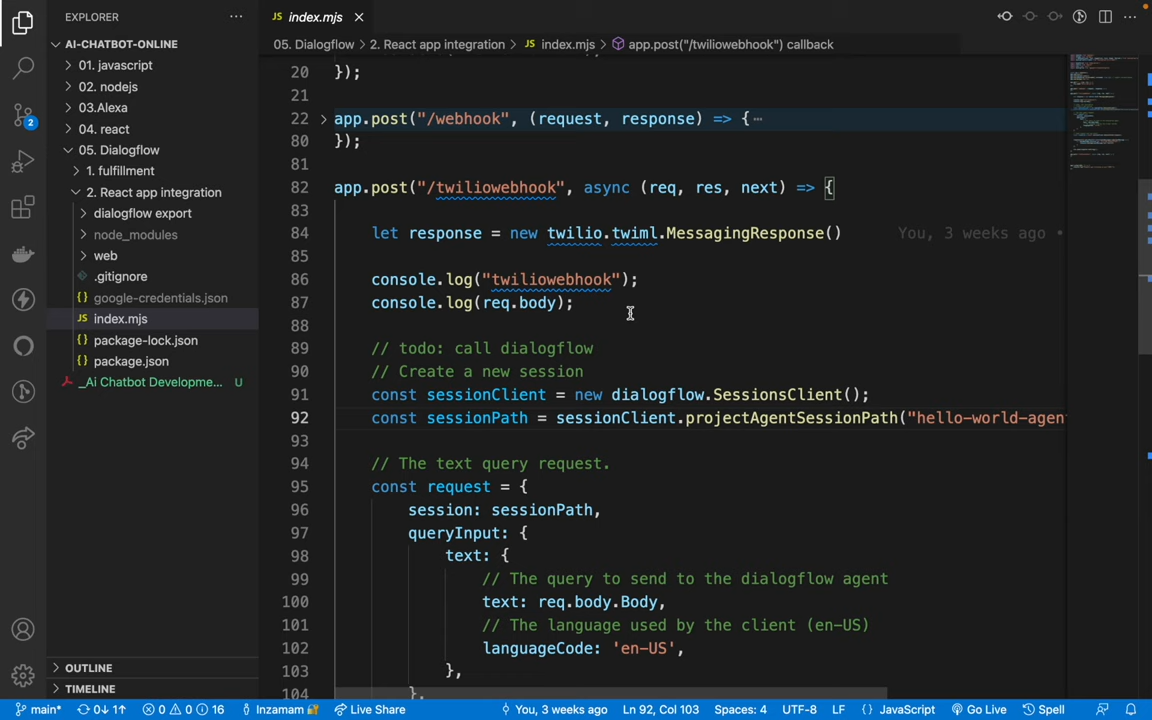 EXPLORER
index.mjs
AI-CHATBOT-ONLINE
05. Dialogflow > 2. React app integration > JS index.mjs > app.post("/twiliowebhook") callback
01. javascript
02. nodejs
03.Alexa
04. react
05. Dialogflow
1. fulfillment
2. React app integration
dialogflow export
node_modules
web
.gitignore
google-credentials.json
JS index.mjs
package-lock.json
package.json
_Ai Chatbot Developme... U
OUTLINE
TIMELINE
20 });
21
22 app.post("/webhook", (request, response) => { ⋯
80 });
81
82 app.post("/twiliowebhook", async (req, res, next) => {
83
84 let response = new twilio.twiml.MessagingResponse() You, 3 weeks ago •
85
86 console.log("twiliowebhook");
87 console.log(req.body);
88
89 // todo: call dialogflow
90 // Create a new session
91 const sessionClient = new dialogflow.SessionsClient();
92 const sessionPath = sessionClient.projectAgentSessionPath("hello-world-agen
93
94 // The text query request.
95 const request = {
96 session: sessionPath,
97 queryInput: {
98 text: {
99 // The query to send to the dialogflow agent
100 text: req.body.Body,
101 // The language used by the client (en-US)
102 languageCode: 'en-US',
103 },
104 },
main* 0↓ 1↑ 0 0 16 Inzamam Live Share You, 3 weeks ago Ln 92, Col 103 Spaces: 4 UTF-8 LF {} JavaScript Go Live Spell